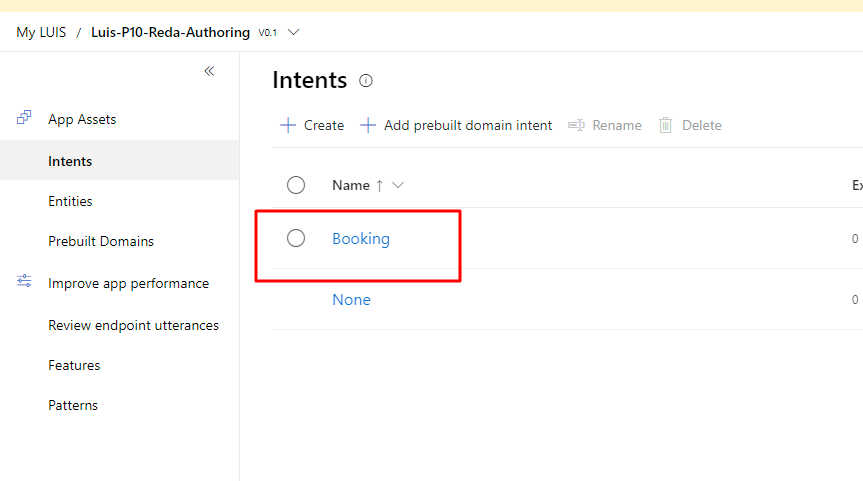 My LUIS / Luis-P10-Reda-Authoring V0.1
Intents
App Assets
Create Add prebuilt domain intent Rename Delete
Intents
Name ↑
Ex
Entities
Booking 0
Prebuilt Domains
Improve app performance
None 0
Review endpoint utterances
Features
Patterns